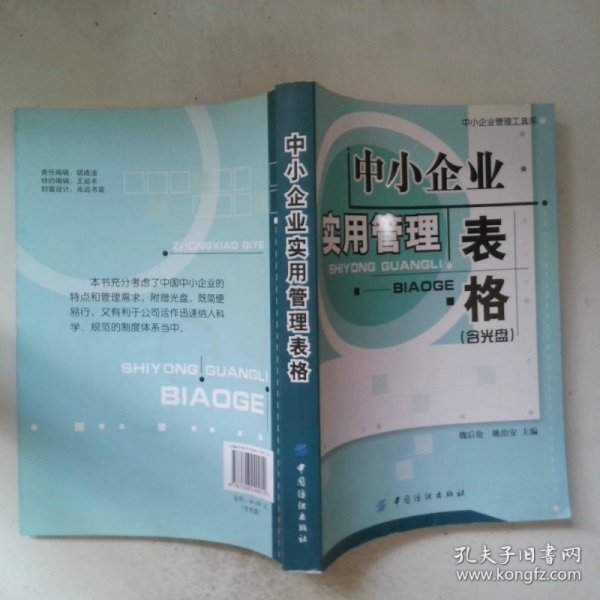 责任编辑：胡成洁
特约编辑：王延丰
封面设计：兆远书装
ZHONGXIAO QIYE
本书充分考虑了中国中小企业的
特点和管理需求，附赠光盘，既简便
易行，又有利于公司运作迅速纳入科
学、规范的制度体系当中。
SHIYONG GUANGLI
BIAOGE
中小企业实用管理表格
中国纺织出版社
中小企业管理工具库
中小企业
实用管理
SHIYONG GUANGLI
BIAOGE
表格
(含光盘)
魏后伦 姚治安 主编
中国纺织出版社
孔夫子旧书网
www.kongfz.com